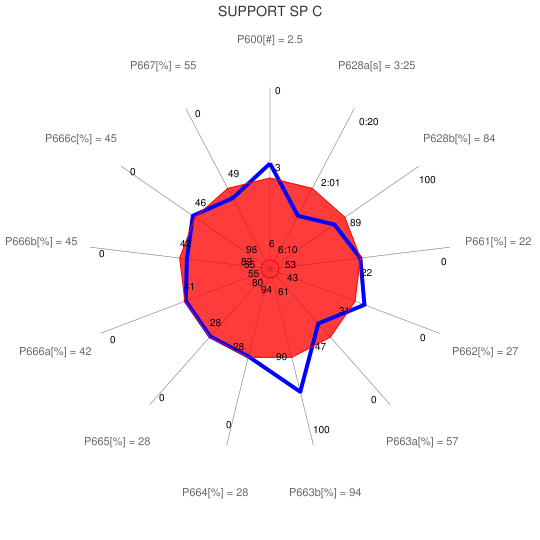 SUPPORT SP C
P600[#] = 2.5
P667[%] = 55
P628a[s] = 3:25
0
0
0:20
P666c[%] = 45
P628b[%] = 84
0
3
49
2:01
100
46
89
P666b[%] = 45
42
6
98
6:10
P661[%] = 22
0
0
53
22
55
43
80
94
61
41
31
P666a[%] = 42
0
28
47
0
P662[%] = 27
28
90
0
0
P665[%] = 28
0
100
P663a[%] = 57
P664[%] = 28
P663b[%] = 94